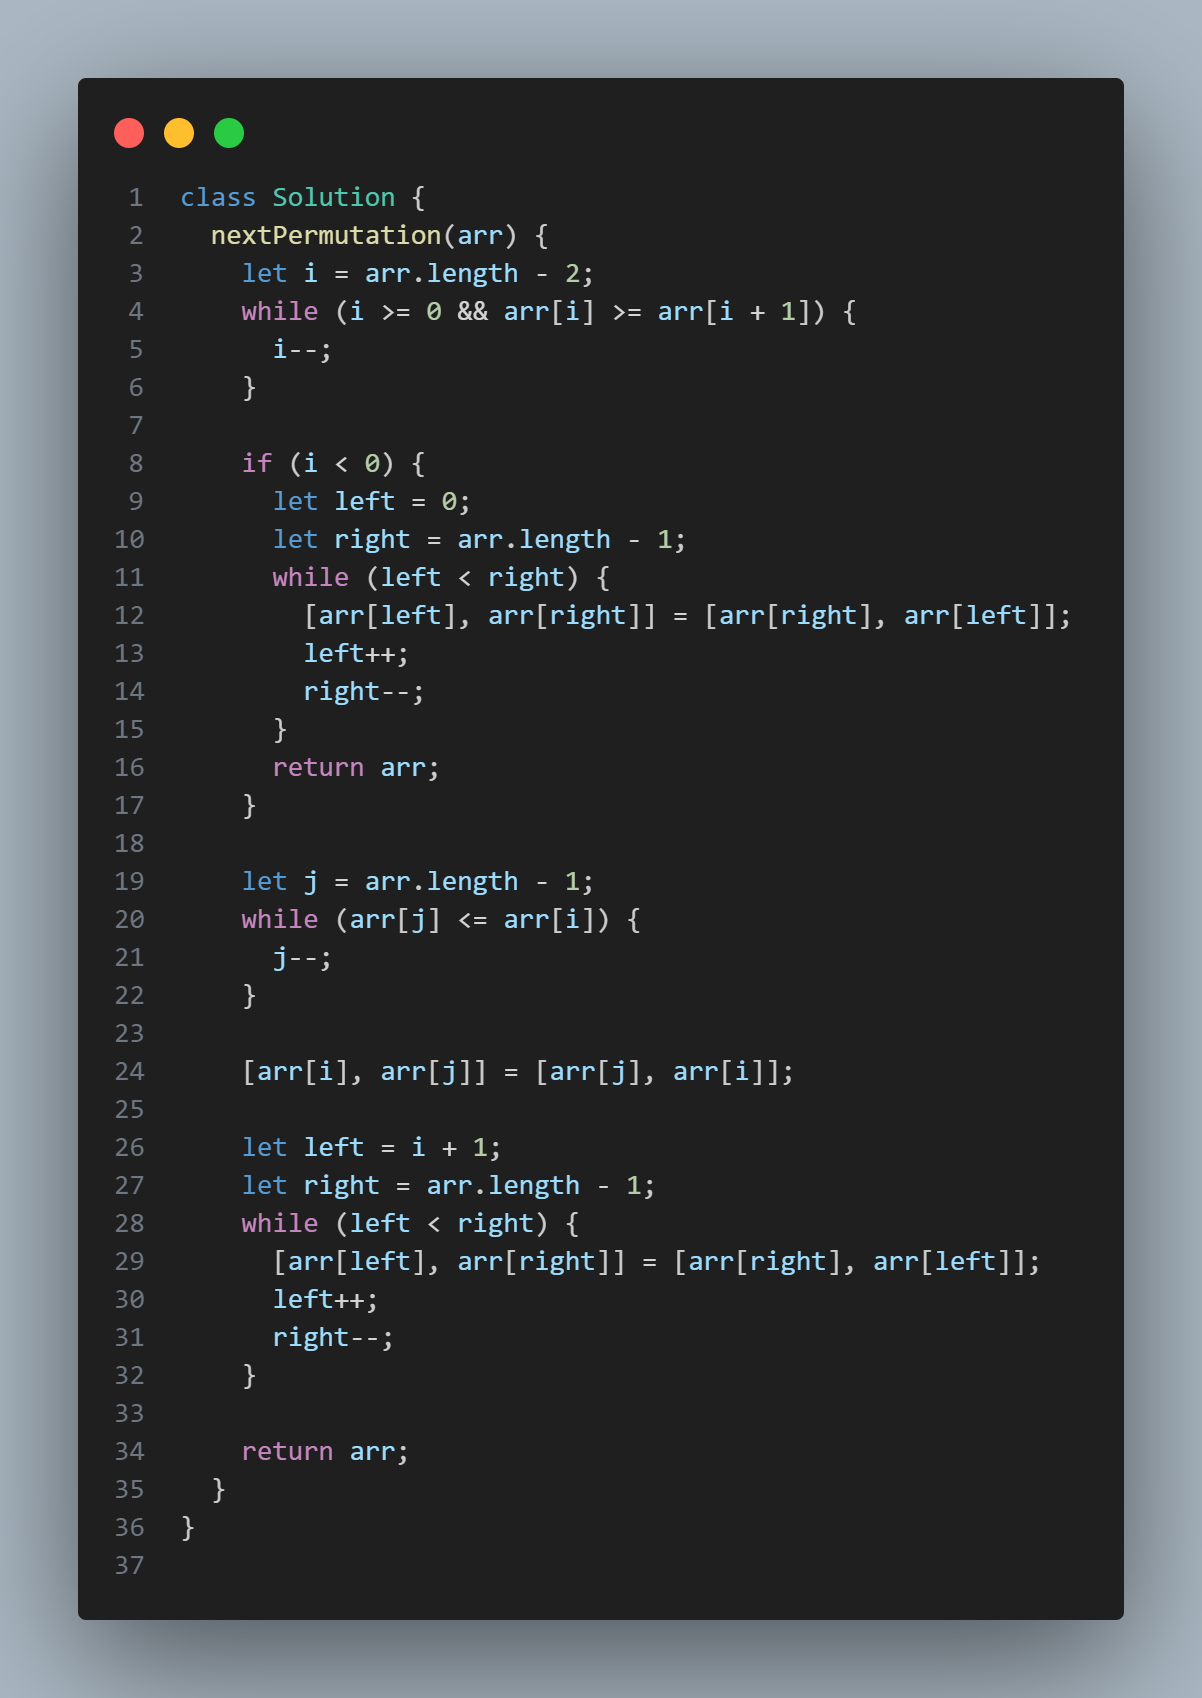 1 class Solution {
2   nextPermutation(arr) {
3     let i = arr.length - 2;
4     while (i >= 0 && arr[i] >= arr[i + 1]) {
5       i--;
6     }
7
8     if (i < 0) {
9       let left = 0;
10       let right = arr.length - 1;
11       while (left < right) {
12         [arr[left], arr[right]] = [arr[right], arr[left]];
13         left++;
14         right--;
15       }
16       return arr;
17     }
18
19     let j = arr.length - 1;
20     while (arr[j] <= arr[i]) {
21       j--;
22     }
23
24     [arr[i], arr[j]] = [arr[j], arr[i]];
25
26     let left = i + 1;
27     let right = arr.length - 1;
28     while (left < right) {
29       [arr[left], arr[right]] = [arr[right], arr[left]];
30       left++;
31       right--;
32     }
33
34     return arr;
35   }
36 }
37